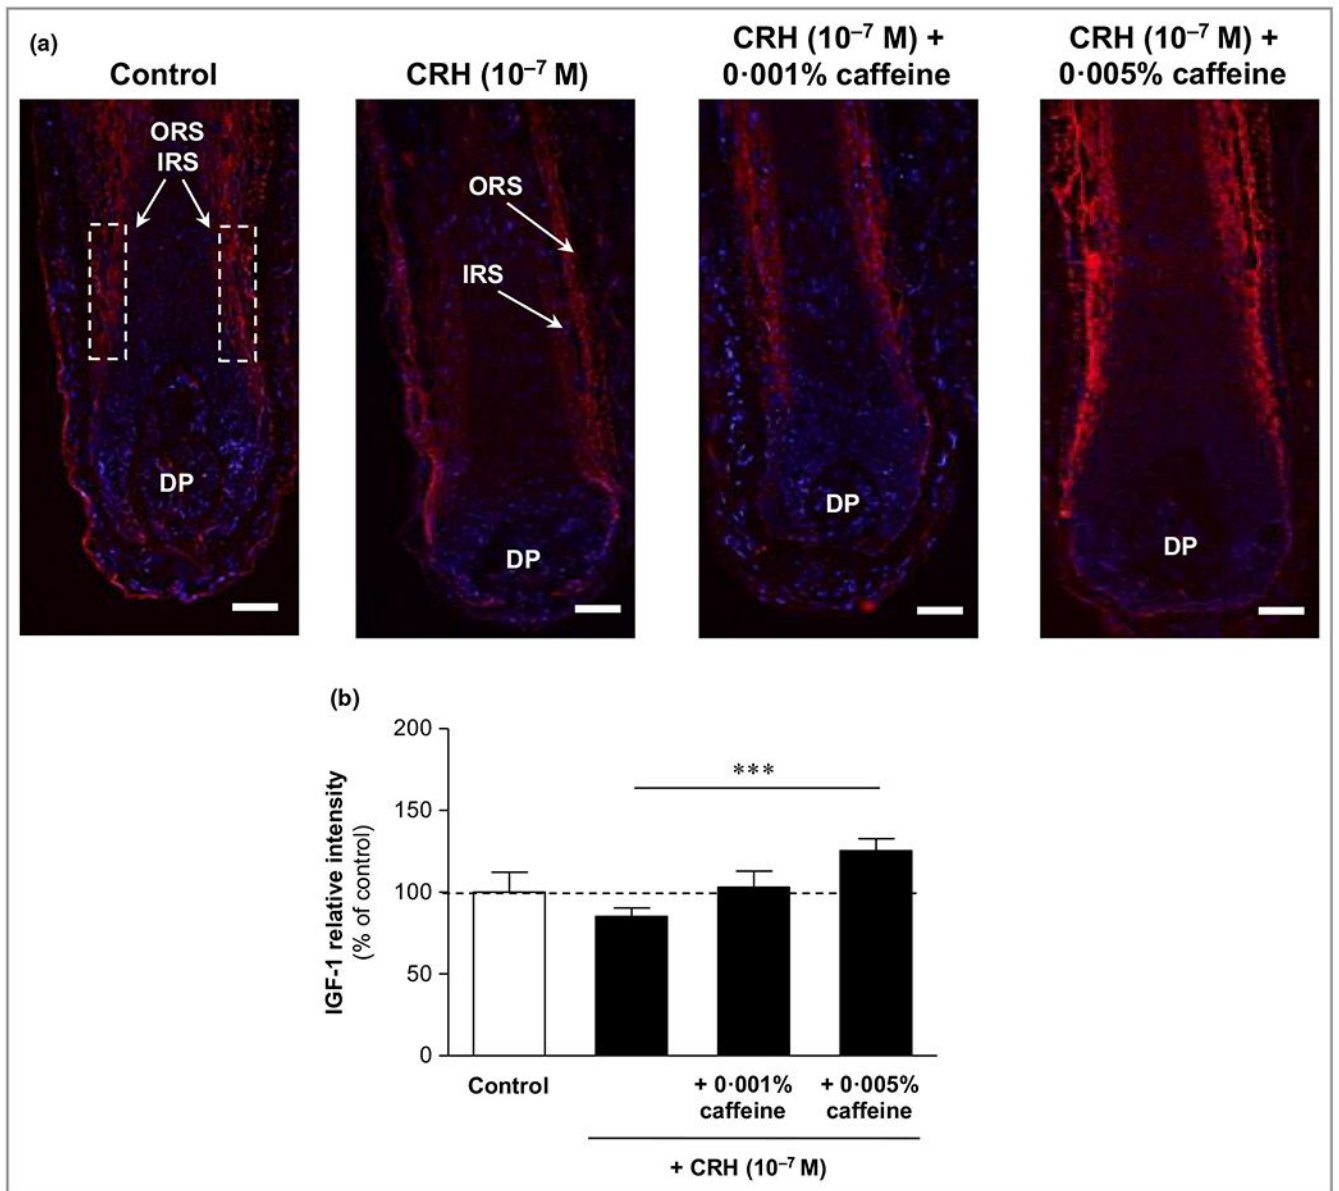 (a)
Control
CRH (10⁻⁷ M)
CRH (10⁻⁷ M) +
0·001% caffeine
CRH (10⁻⁷ M) +
0·005% caffeine
ORS
IRS
DP
ORS
IRS
DP
DP
DP
(b)
IGF-1 relative intensity
(% of control)
200
150
100
50
0
***
Control
+ 0·001%
caffeine
+ 0·005%
caffeine
+ CRH (10⁻⁷ M)